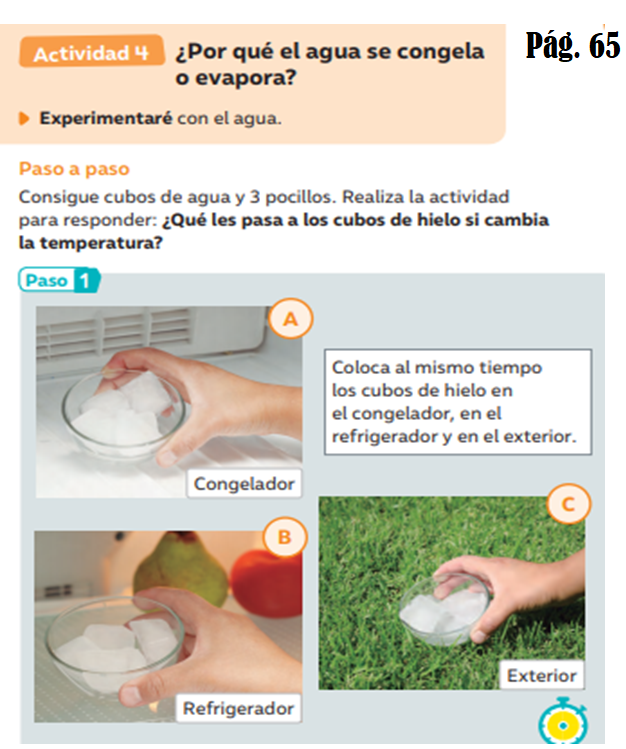 Actividad 4
¿Por qué el agua se congela
o evapora?
Pág. 65
Experimentaré con el agua.
Paso a paso
Consigue cubos de agua y 3 pocillos. Realiza la actividad
para responder: ¿Qué les pasa a los cubos de hielo si cambia
la temperatura?
Paso 1
A
Coloca al mismo tiempo
los cubos de hielo en
el congelador, en el
refrigerador y en el exterior.
Congelador
B
Refrigerador
C
Exterior